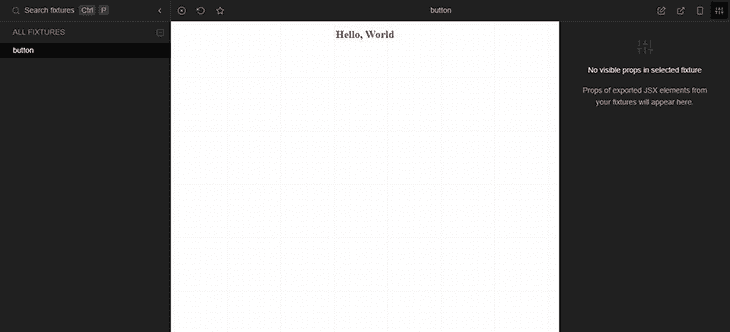 Search fixtures Ctrl P
button
ALL FIXTURES
button
Hello, World
No visible props in selected fixture
Props of exported JSX elements from
your fixtures will appear here.